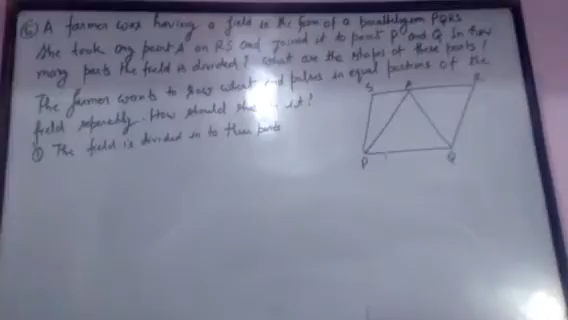 ⑥ A farmer was having a field in the form of a parallelogram PQRS
She took any point A on RS and joined it to point P and Q In how
many parts the field is divided? what are the shapes of these parts?
The farmer wants to sow wheat and pulses in equal portions of the
field separately. How should she it?
① The field is divided in to three parts
S A R
P Q